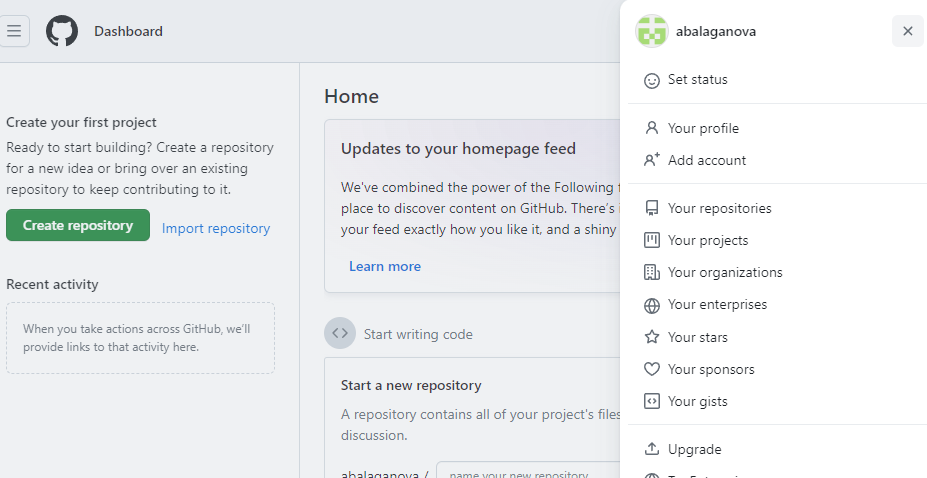 Dashboard
Create your first project
Ready to start building? Create a repository
for a new idea or bring over an existing
repository to keep contributing to it.
Create repository
Import repository
Recent activity
When you take actions across GitHub, we'll
provide links to that activity here.
Home
Updates to your homepage feed
We've combined the power of the Following
place to discover content on GitHub. There's
your feed exactly how you like it, and a shiny
Learn more
Start writing code
Start a new repository
A repository contains all of your project's files
discussion.
abalaganova /
name your new repository
abalaganova
Set status
Your profile
Add account
Your repositories
Your projects
Your organizations
Your enterprises
Your stars
Your sponsors
Your gists
Upgrade